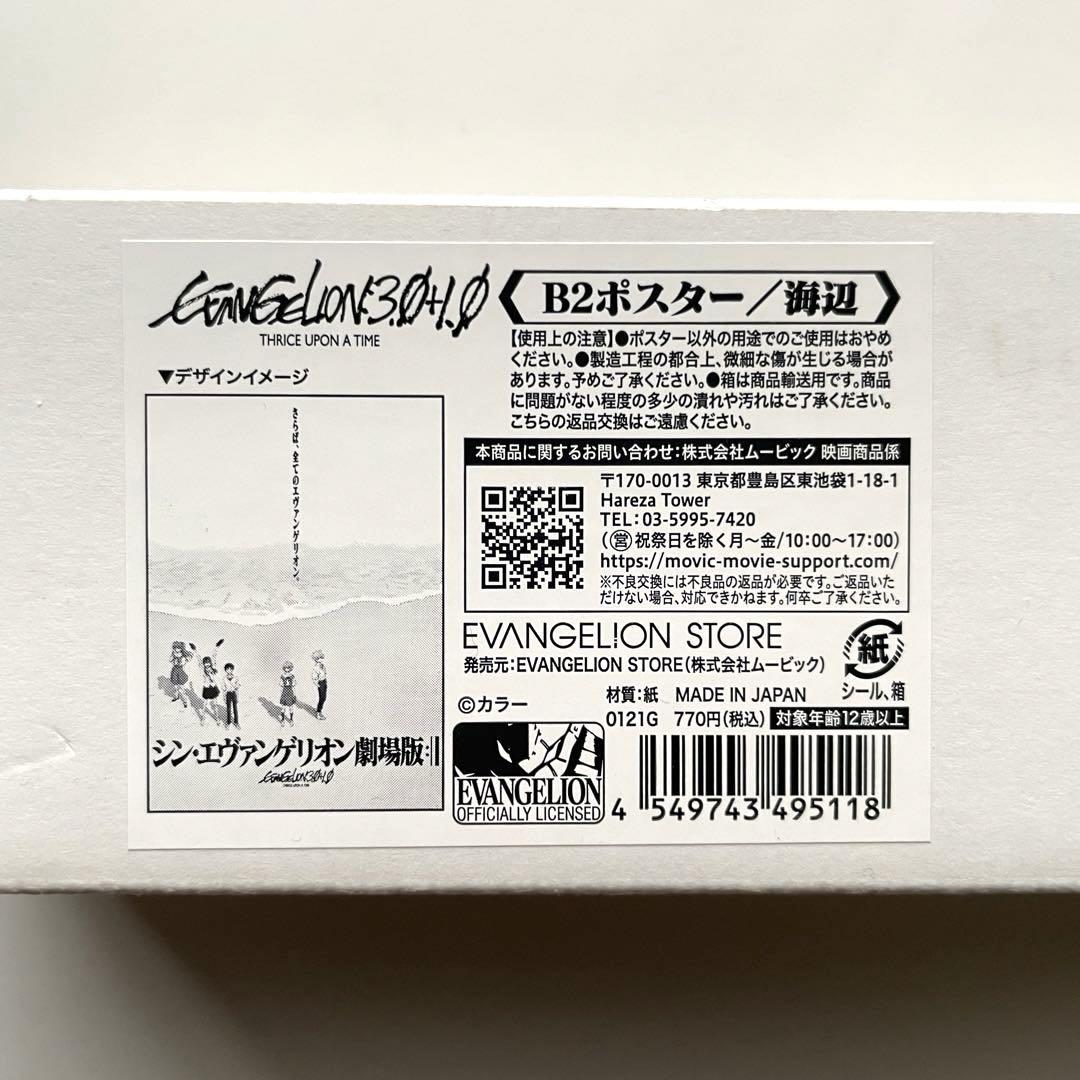 EVANGELION:3.0+1.0
THRICE UPON A TIME
▼デザインイメージ
さらば、全てのエヴァンゲリオン。
シン・エヴァンゲリオン劇場版:||
EVANGELION:3.0+1.0
THRICE UPON A TIME
B2ポスター/海辺
【使用上の注意】●ポスター以外の用途でのご使用はおやめ
ください。●製造工程の都合上、微細な傷が生じる場合が
あります。予めご了承ください。●箱は商品輸送用です。商品
に問題がない程度の多少の潰れや汚れはご了承ください。
こちらの返品交換はご遠慮ください。
本商品に関するお問い合わせ:株式会社ムービック 映画商品係
〒170-0013 東京都豊島区東池袋1-18-1
Hareza Tower
TEL:03-5995-7420
(営 祝祭日を除く月~金/10:00~17:00)
https://movic-movie-support.com/
※不良交換には不良品の返品が必要です。ご返品いた
だけない場合、対応できかねます。何卒ご了承ください。
EVANGELION STORE
発売元:EVANGELION STORE(株式会社ムービック)
紙
シール、箱
©カラー
材質:紙 MADE IN JAPAN
0121G 770円(税込) 対象年齢12歳以上
EVANGELION
OFFICIALLY LICENSED
4 549743 495118